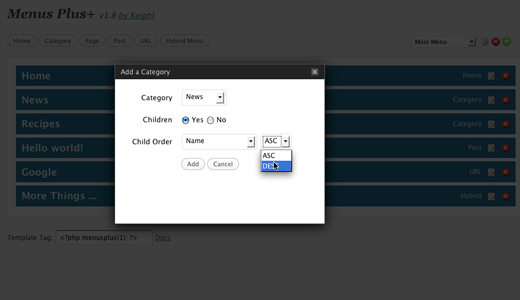 Menus Plus+ v1.8 by Keighl
Home Category Page Post URL Hybrid Menu Main Menu
Add a Category
Home Home
News Category
Recipes Category
Hello world! Post
Google URL
More Things ... Hybrid
Category News
Children Yes No
Child Order Name ASC
ASC
Add Cancel
Template Tag: <?php menusplus(1); ?> Docs